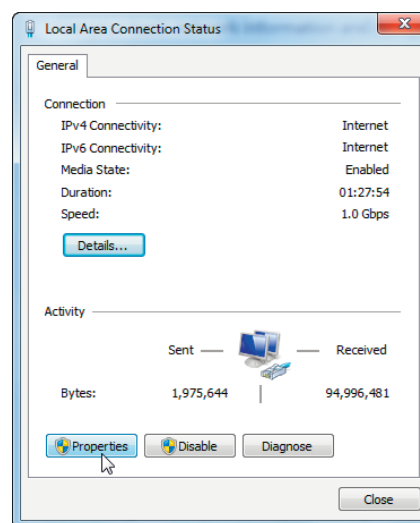 Local Area Connection Status
General
Connection
IPv4 Connectivity: Internet
IPv6 Connectivity: Internet
Media State: Enabled
Duration: 01:27:54
Speed: 1.0 Gbps
Details...
Activity
Sent Received
Bytes: 1,975,644 94,996,481
Properties Disable Diagnose
Close